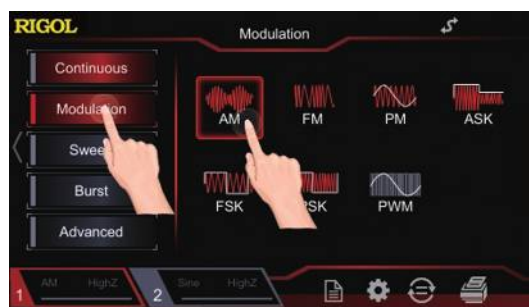 RIGOL
Modulation
Continuous
Modulation
Burst
Advanced
AM FM PM ASK
FSK PWM
1 AM HighZ
2 Sine HighZ